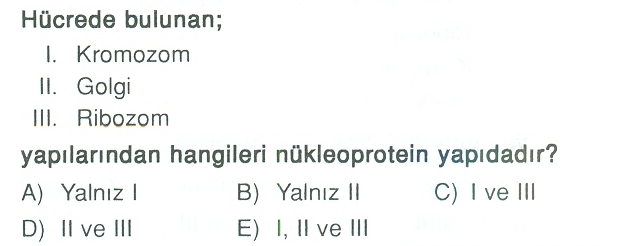 Hücrede bulunan;
I. Kromozom
II. Golgi
III. Ribozom
yapılarından hangileri nükleoprotein yapıdadır?
A) Yalnız I B) Yalnız II C) I ve III
D) II ve III E) I, II ve III